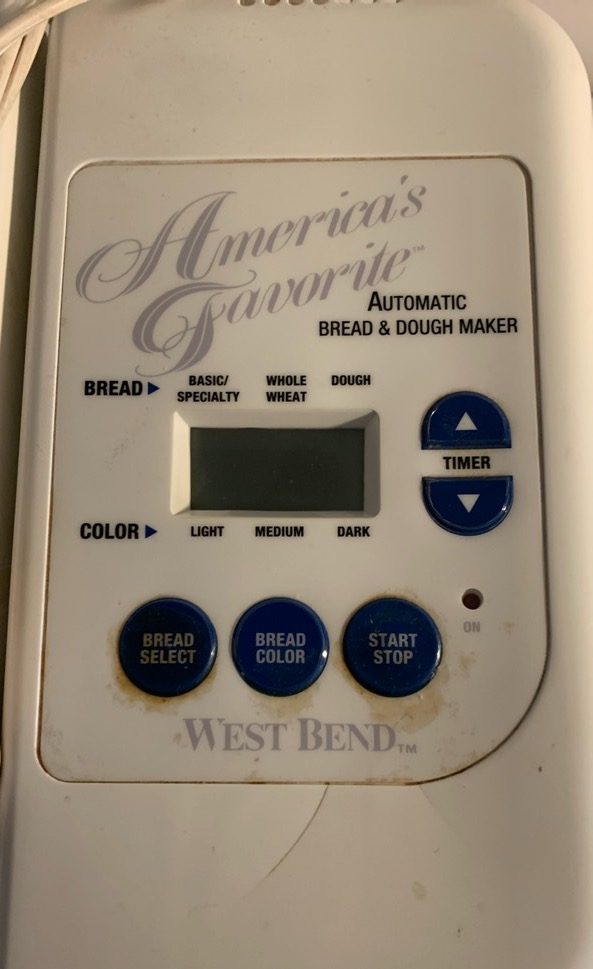 America's
Favorite™
AUTOMATIC
BREAD & DOUGH MAKER
BREAD ▶
BASIC/
SPECIALTY
WHOLE
WHEAT
DOUGH
TIMER
COLOR ▶
LIGHT
MEDIUM
DARK
BREAD
SELECT
BREAD
COLOR
START
STOP
ON
WEST BEND™